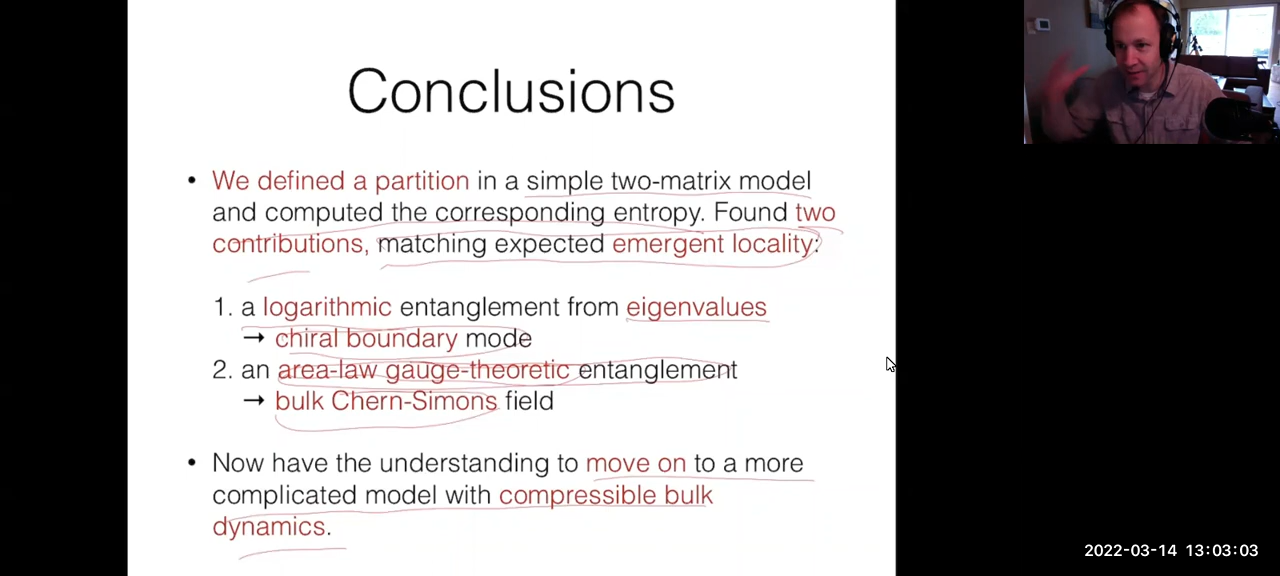 Conclusions
• We defined a partition in a simple two-matrix model
and computed the corresponding entropy. Found two
contributions, matching expected emergent locality:
1. a logarithmic entanglement from eigenvalues
→ chiral boundary mode
2. an area-law gauge-theoretic entanglement
→ bulk Chern-Simons field
• Now have the understanding to move on to a more
complicated model with compressible bulk
dynamics.
2022-03-14 13:03:03